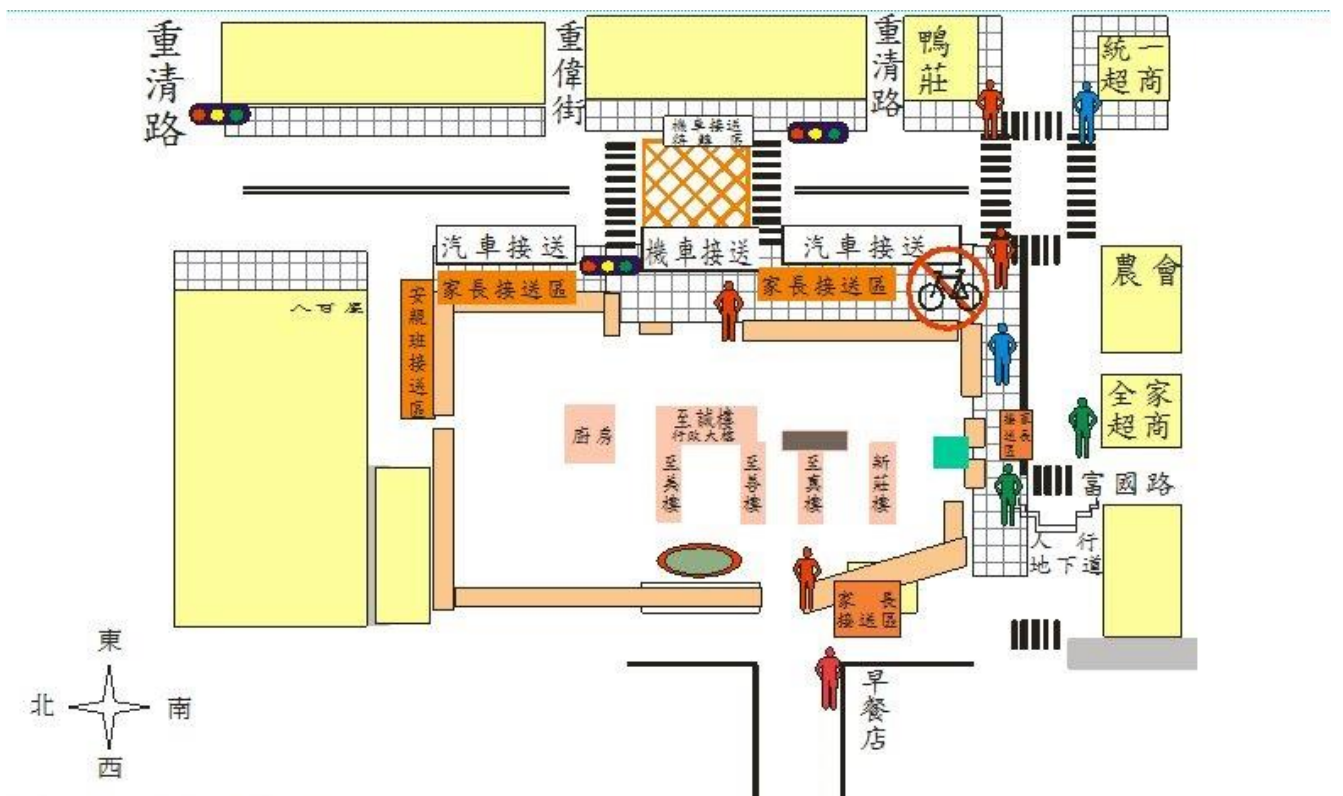 重清路
重偉街
重清路
鴨莊
統一
超商
機車接送
汽車接送
機車接送
汽車接送
家長接送區
家長接送區
安親班接送區
八百屋
農會
全家
超商
廚房
至誠樓
行政大樓
至美樓
至善樓
至真樓
新莊樓
家長
接送區
富國路
人行
地下道
家長
接送區
早餐店
東
北
南
西